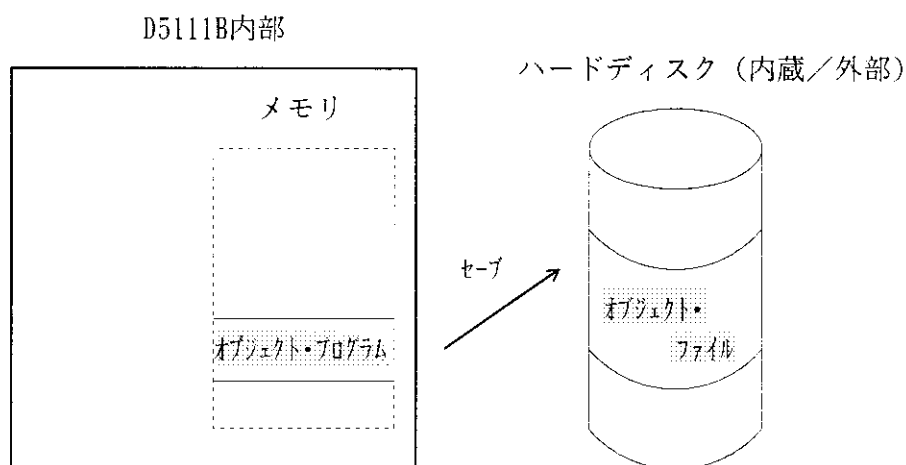 D5111B内部
ハードディスク（内蔵／外部）
メモリ
セーブ
オブジェクト・
ファイル
オブジェクト・プログラム